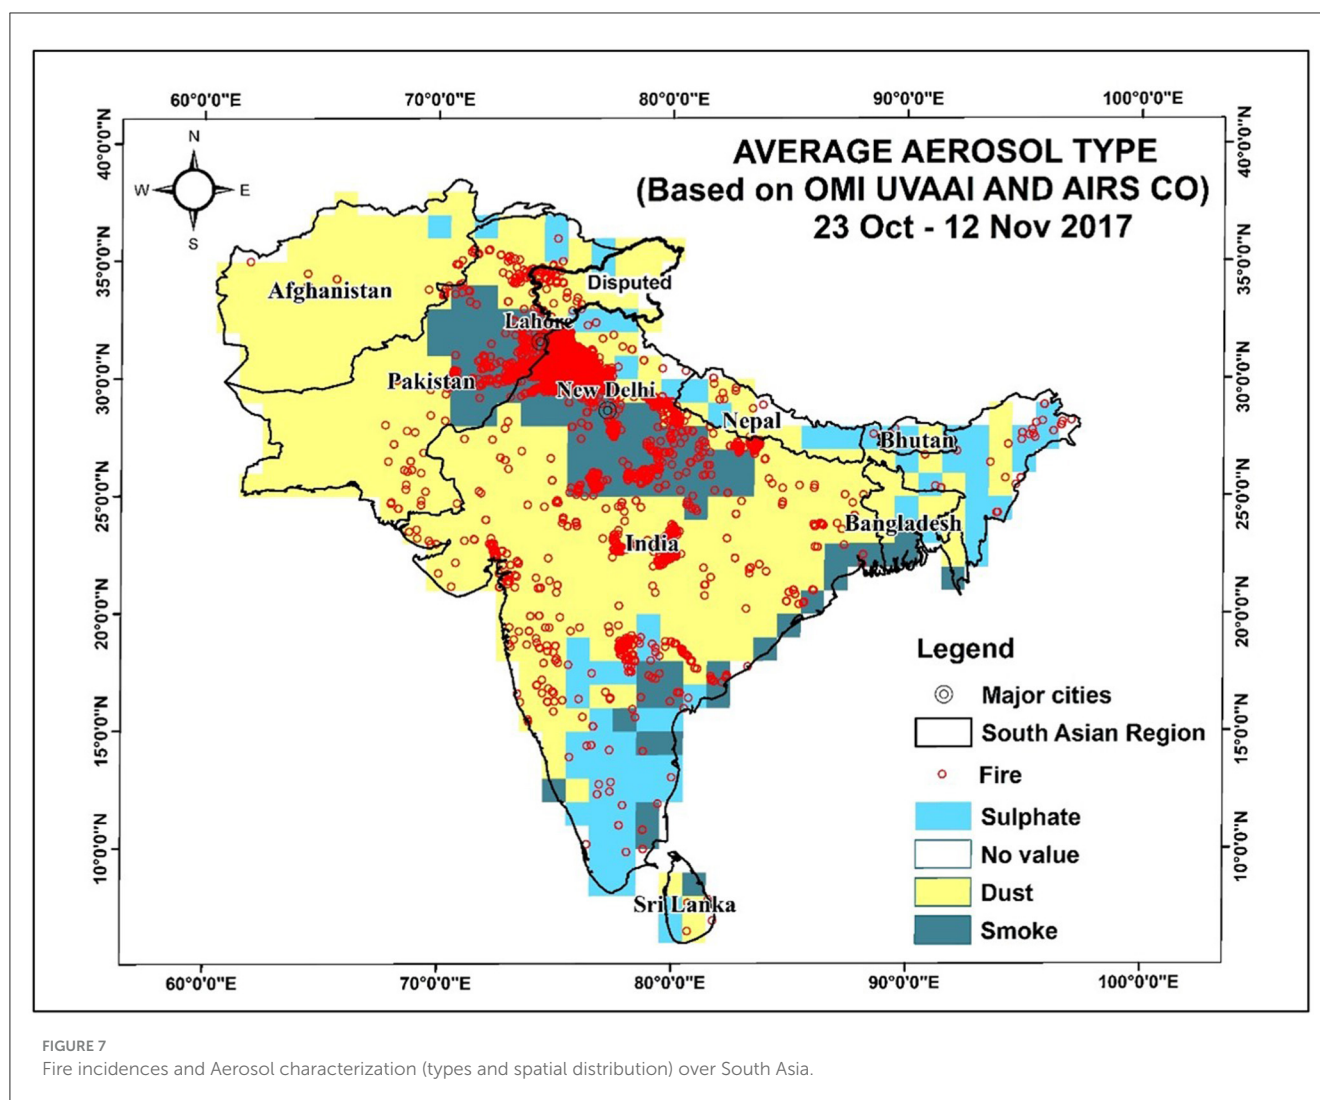 60°0'0"E 70°0'0"E 80°0'0"E 90°0'0"E 100°0'0"E
40°0'0"N
35°0'0"N
30°0'0"N
25°0'0"N
20°0'0"N
15°0'0"N
10°0'0"N
N
W
E
S
AVERAGE AEROSOL TYPE
(Based on OMI UVAAI AND AIRS CO)
23 Oct - 12 Nov 2017
Afghanistan
Disputed
Lahore
Pakistan
New Delhi
Nepal
Bhutan
Bangladesh
India
Sri Lanka
Legend
Major cities
South Asian Region
Fire
Sulphate
No value
Dust
Smoke
40°0'0"N
35°0'0"N
30°0'0"N
25°0'0"N
20°0'0"N
15°0'0"N
10°0'0"N
60°0'0"E 70°0'0"E 80°0'0"E 90°0'0"E 100°0'0"E
FIGURE 7
Fire incidences and Aerosol characterization (types and spatial distribution) over South Asia.